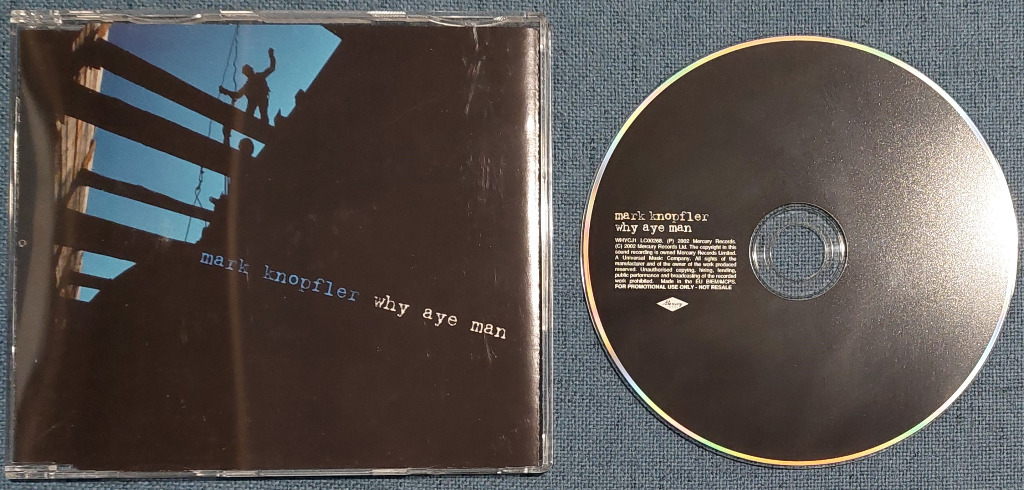 mark knopfler why aye man
mark knopfler
why aye man
WHYCJ1 LC00268. (P) 2002 Mercury Records.
(C) 2002 Mercury Records Ltd. The copyright in this
sound recording is owned Mercury Records Limited.
A Universal Music Company. All rights of the
manufacturer and of the owner of the work produced
reserved. Unauthorised copying, hiring, lending,
public performance and broadcasting of the recorded
work prohibited. Made in the EU BIEM/MCPS.
FOR PROMOTIONAL USE ONLY - NOT RESALE
Mercury